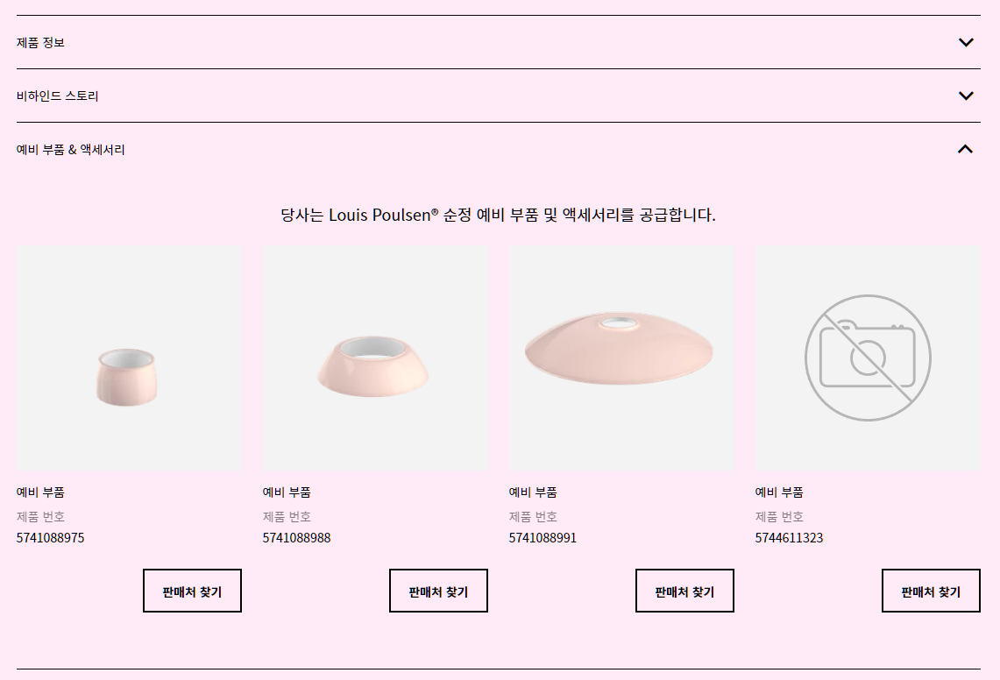 제품 정보
비하인드 스토리
예비 부품 & 액세서리
당사는 Louis Poulsen® 순정 예비 부품 및 액세서리를 공급합니다.
예비 부품
제품 번호
5741088975
판매처 찾기
예비 부품
제품 번호
5741088988
판매처 찾기
예비 부품
제품 번호
5741088991
판매처 찾기
예비 부품
제품 번호
5744611323
판매처 찾기